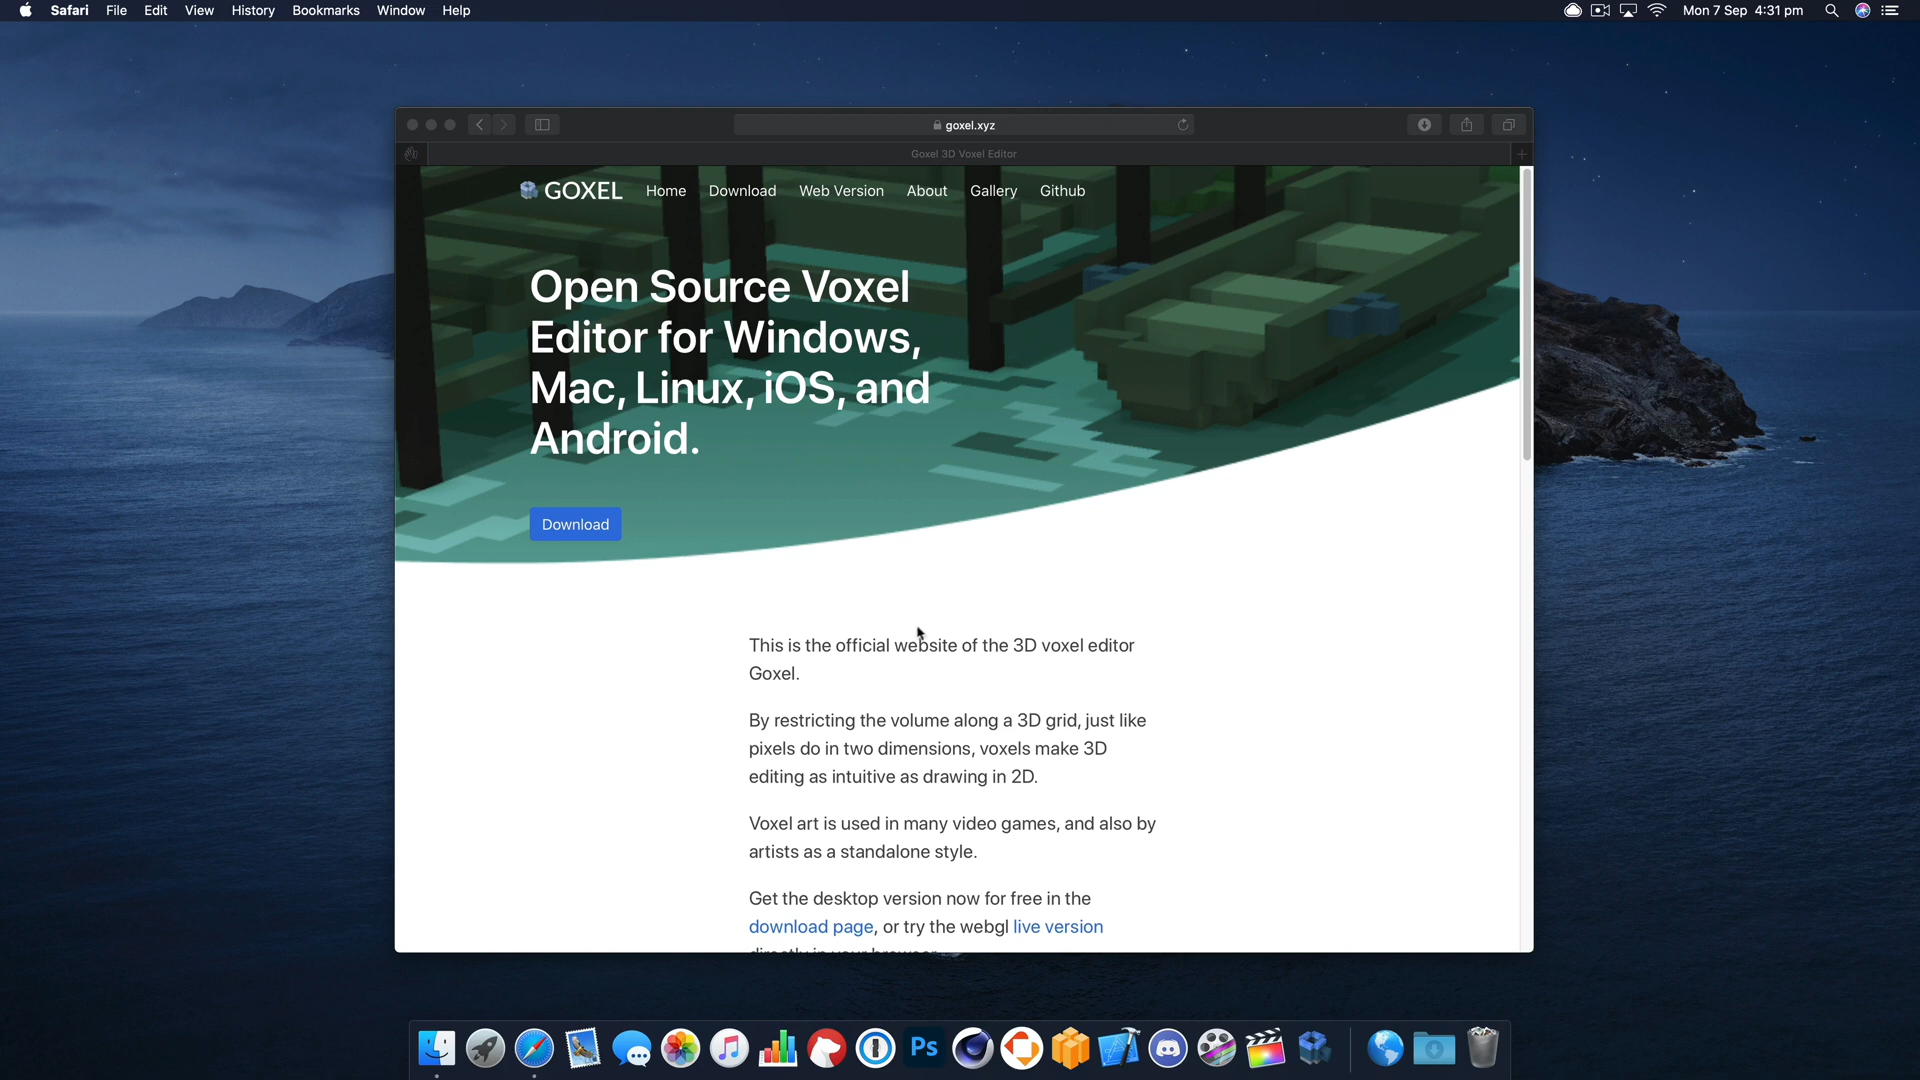 Safari File Edit View History Bookmarks Window Help
Mon 7 Sep 4:31 pm
goxel.xyz
Goxel 3D Voxel Editor
GOXEL Home Download Web Version About Gallery Github
Open Source Voxel
Editor for Windows,
Mac, Linux, iOS, and
Android.
Download
This is the official website of the 3D voxel editor
Goxel.
By restricting the volume along a 3D grid, just like
pixels do in two dimensions, voxels make 3D
editing as intuitive as drawing in 2D.
Voxel art is used in many video games, and also by
artists as a standalone style.
Get the desktop version now for free in the
download page, or try the webgl live version
Ps